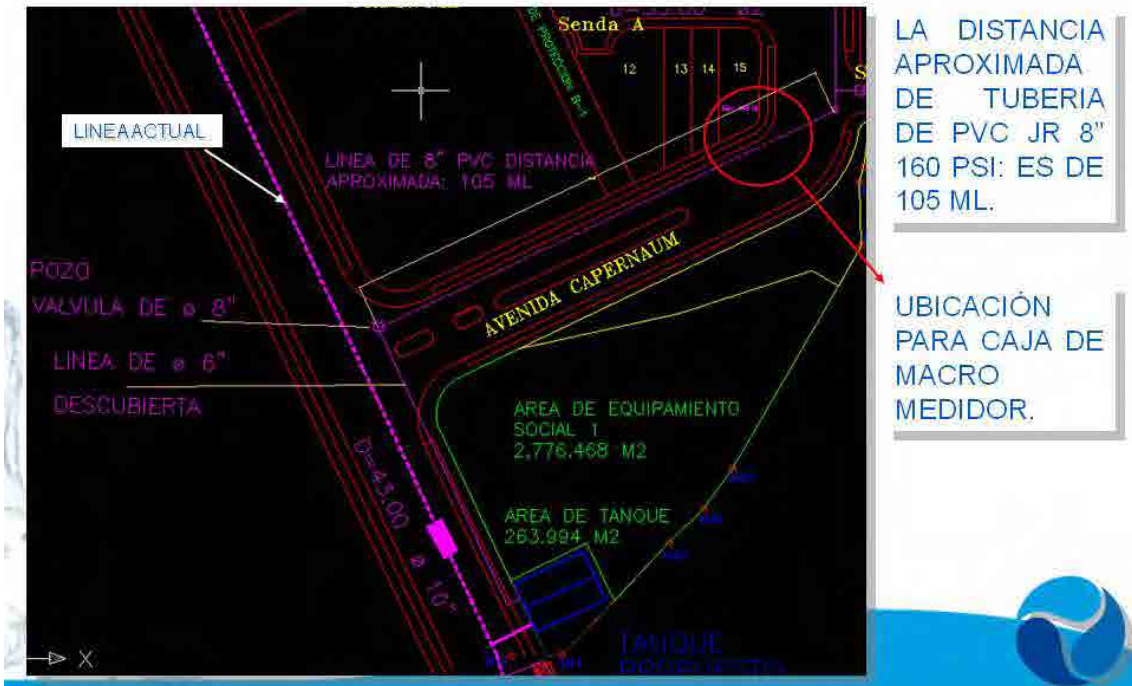 Senda A
DE PROTECCION B-1
12
13
14
15
LINEA ACTUAL
LINEA DE 8" PVC DISTANCIA
APROXIMADA: 105 ML
POZO
VALVULA DE ø 8"
LINEA DE ø 6"
DESCUBIERTA
AVENIDA CAPERNAUM
AREA DE EQUIPAMIENTO
SOCIAL 1
2,776.468 M2
D=43.00 ø 10"
AREA DE TANQUE
263.994 M2
TANQUE
X
LA DISTANCIA
APROXIMADA
DE TUBERIA
DE PVC JR 8"
160 PSI: ES DE
105 ML.
UBICACIÓN
PARA CAJA DE
MACRO
MEDIDOR.